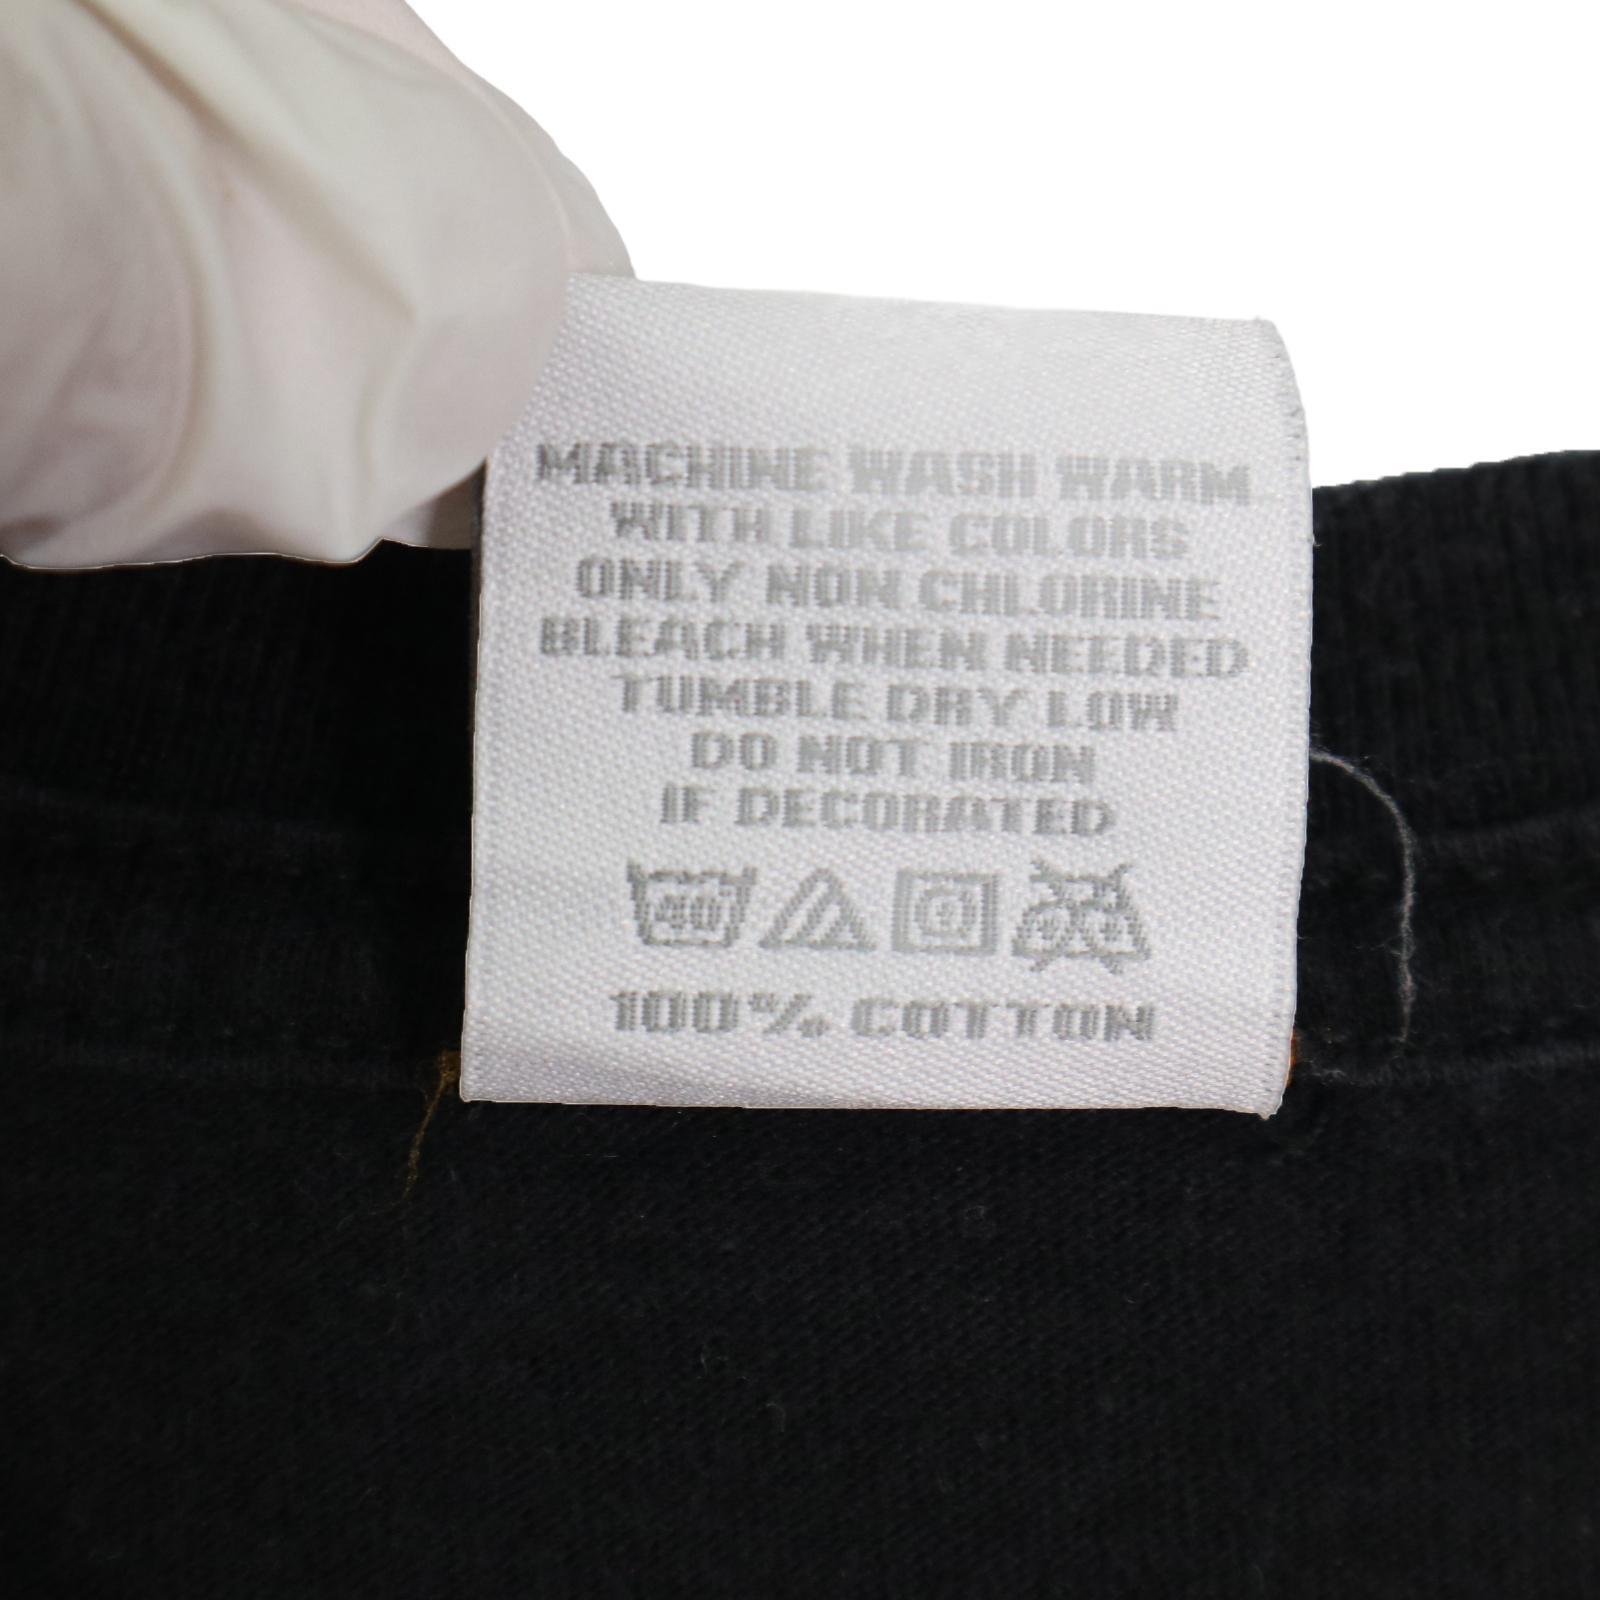 MACHINE WASH WARM
WITH LIKE COLORS
ONLY NON CHLORINE
BLEACH WHEN NEEDED
TUMBLE DRY LOW
DO NOT IRON
IF DECORATED
40
100% COTTON